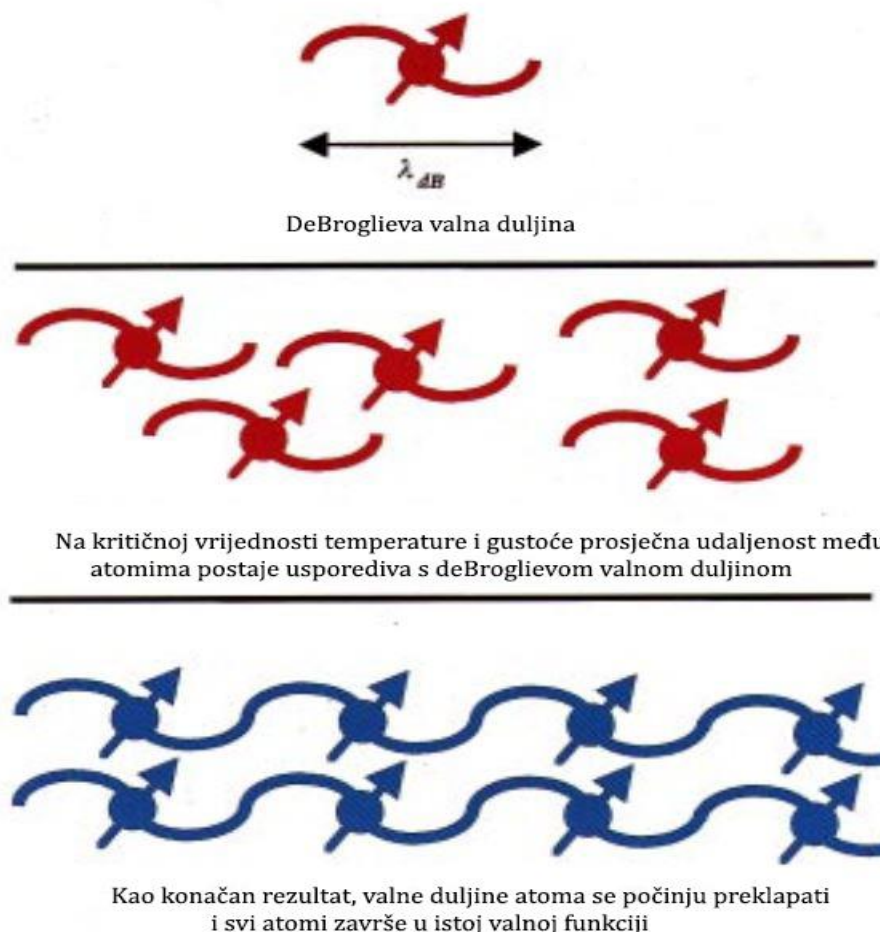 λ dB
DeBroglieva valna duljina
Na kritičnoj vrijednosti temperature i gustoće prosječna udaljenost među
atomima postaje usporediva s deBroglievom valnom duljinom
Kao konačan rezultat, valne duljine atoma se počinju preklapati
i svi atomi završe u istoj valnoj funkciji